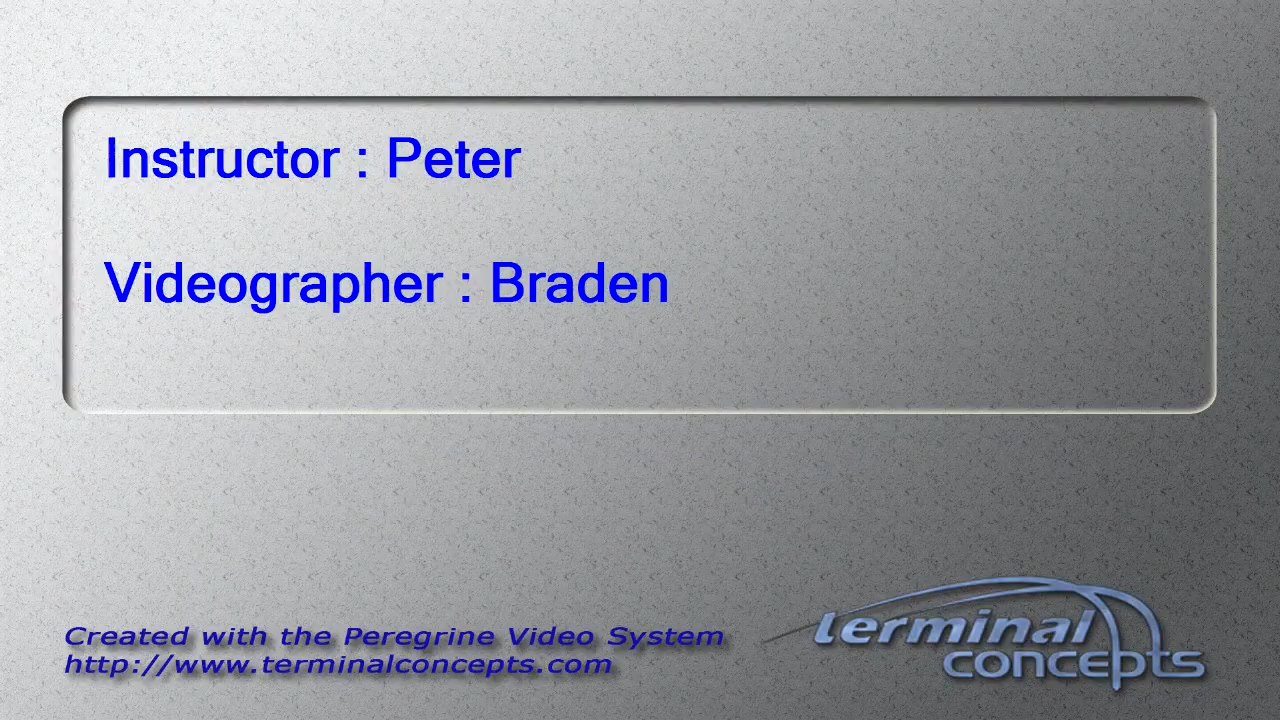 Instructor : Peter
Videographer : Braden
Created with the Peregrine Video System
http://www.terminalconcepts.com
terminal
concepts